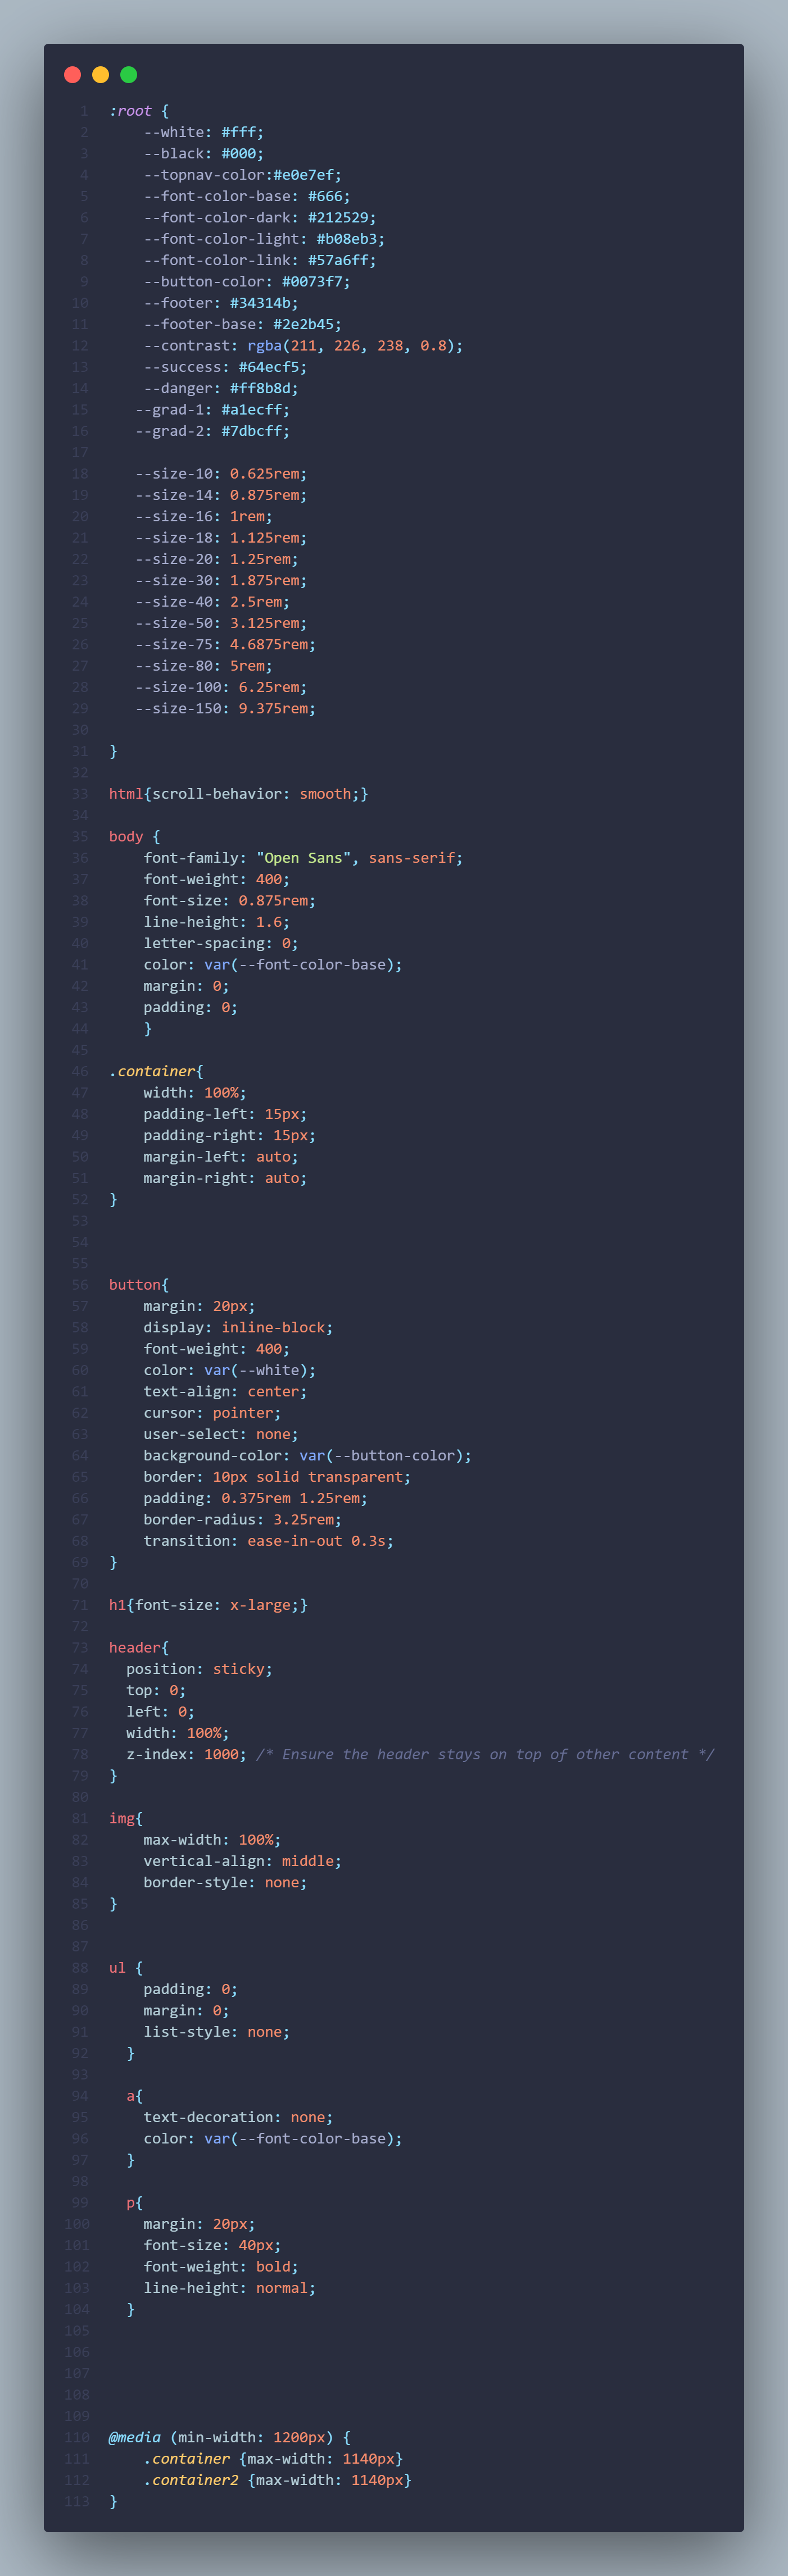 1 :root {
2     --white: #fff;
3     --black: #000;
4     --topnav-color:#e0e7ef;
5     --font-color-base: #666;
6     --font-color-dark: #212529;
7     --font-color-light: #b08eb3;
8     --font-color-link: #57a6ff;
9     --button-color: #0073f7;
10     --footer: #34314b;
11     --footer-base: #2e2b45;
12     --contrast: rgba(211, 226, 238, 0.8);
13     --success: #64ecf5;
14     --danger: #ff8b8d;
15    --grad-1: #a1ecff;
16    --grad-2: #7dbcff;
17
18    --size-10: 0.625rem;
19    --size-14: 0.875rem;
20    --size-16: 1rem;
21    --size-18: 1.125rem;
22    --size-20: 1.25rem;
23    --size-30: 1.875rem;
24    --size-40: 2.5rem;
25    --size-50: 3.125rem;
26    --size-75: 4.6875rem;
27    --size-80: 5rem;
28    --size-100: 6.25rem;
29    --size-150: 9.375rem;
30
31 }
32
33 html{scroll-behavior: smooth;}
34
35 body {
36     font-family: "Open Sans", sans-serif;
37     font-weight: 400;
38     font-size: 0.875rem;
39     line-height: 1.6;
40     letter-spacing: 0;
41     color: var(--font-color-base);
42     margin: 0;
43     padding: 0;
44     }
45
46 .container{
47     width: 100%;
48     padding-left: 15px;
49     padding-right: 15px;
50     margin-left: auto;
51     margin-right: auto;
52 }
53
54
55
56 button{
57     margin: 20px;
58     display: inline-block;
59     font-weight: 400;
60     color: var(--white);
61     text-align: center;
62     cursor: pointer;
63     user-select: none;
64     background-color: var(--button-color);
65     border: 10px solid transparent;
66     padding: 0.375rem 1.25rem;
67     border-radius: 3.25rem;
68     transition: ease-in-out 0.3s;
69 }
70
71 h1{font-size: x-large;}
72
73 header{
74   position: sticky;
75   top: 0;
76   left: 0;
77   width: 100%;
78   z-index: 1000; /* Ensure the header stays on top of other content */
79 }
80
81 img{
82     max-width: 100%;
83     vertical-align: middle;
84     border-style: none;
85 }
86
87
88 ul {
89     padding: 0;
90     margin: 0;
91     list-style: none;
92   }
93
94   a{
95     text-decoration: none;
96     color: var(--font-color-base);
97   }
98
99   p{
100     margin: 20px;
101     font-size: 40px;
102     font-weight: bold;
103     line-height: normal;
104   }
105
106
107
108
109
110 @media (min-width: 1200px) {
111     .container {max-width: 1140px}
112     .container2 {max-width: 1140px}
113 }